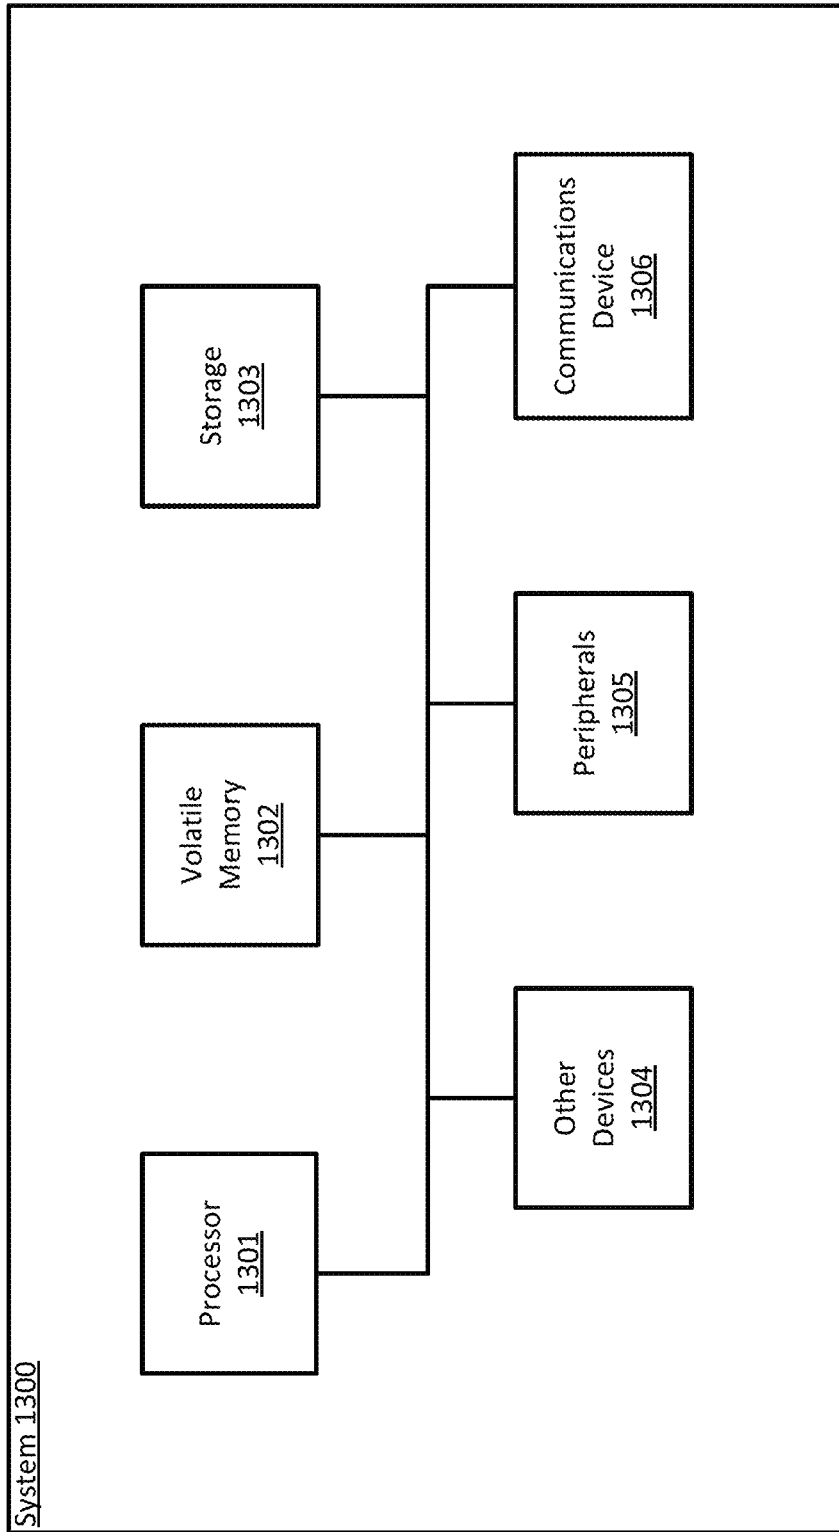 System 1300
Processor
1301
Volatile
Memory
1302
Storage
1303
Other
Devices
1304
Peripherals
1305
Communications
Device
1306